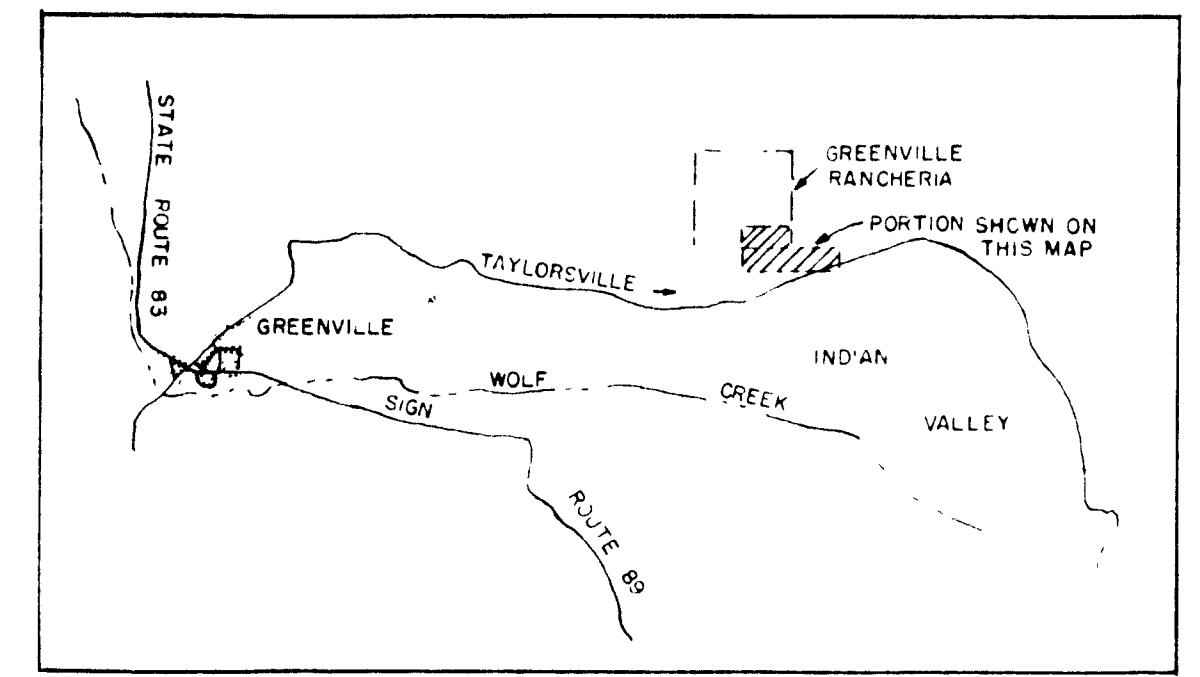 STATE ROUTE 83
GREENVILLE
RANCHERIA
PORTION SHCWN ON
THIS MAP
TAYLORSVILLE
GREENVILLE
IND'AN
WOLF
CREEK
SIGN
VALLEY
ROUTE 89